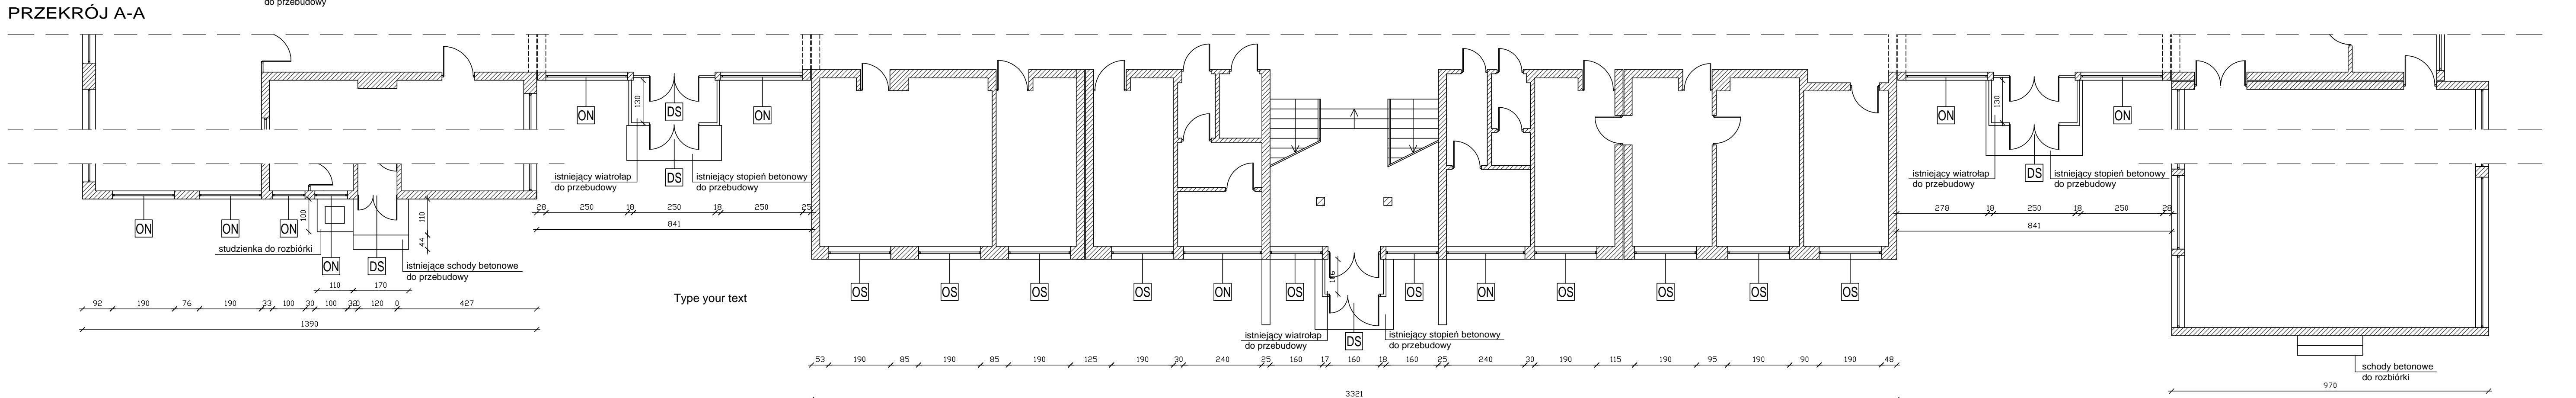 do przebudowy
PRZEKRÓJ A-A
130
DS
130
ON
ON
ON
ON
DS
DS
istniejący wiatrołap
do przebudowy
istniejący stopień betonowy
do przebudowy
istniejący wiatrołap
do przebudowy
istniejący stopień betonowy
do przebudowy
28 250 18 250 18 250 25
841
278 18 250 18 250 28
841
100
110
44
ON
ON
ON
studzienka do rozbiórki
ON
DS
istniejące schody betonowe
do przebudowy
110 170
92 190 76 190 33 100 30 100 32 0 120 0 427
1390
Type your text
106
OS
OS
OS
OS
ON
OS
OS
ON
OS
OS
OS
OS
istniejący wiatrołap
do przebudowy
DS
istniejący stopień betonowy
do przebudowy
53 190 85 190 85 190 125 190 30 240 25 160 17 160 18 160 25 240 30 190 115 190 95 190 90 190 48
3321
schody betonowe
do rozbiórki
970